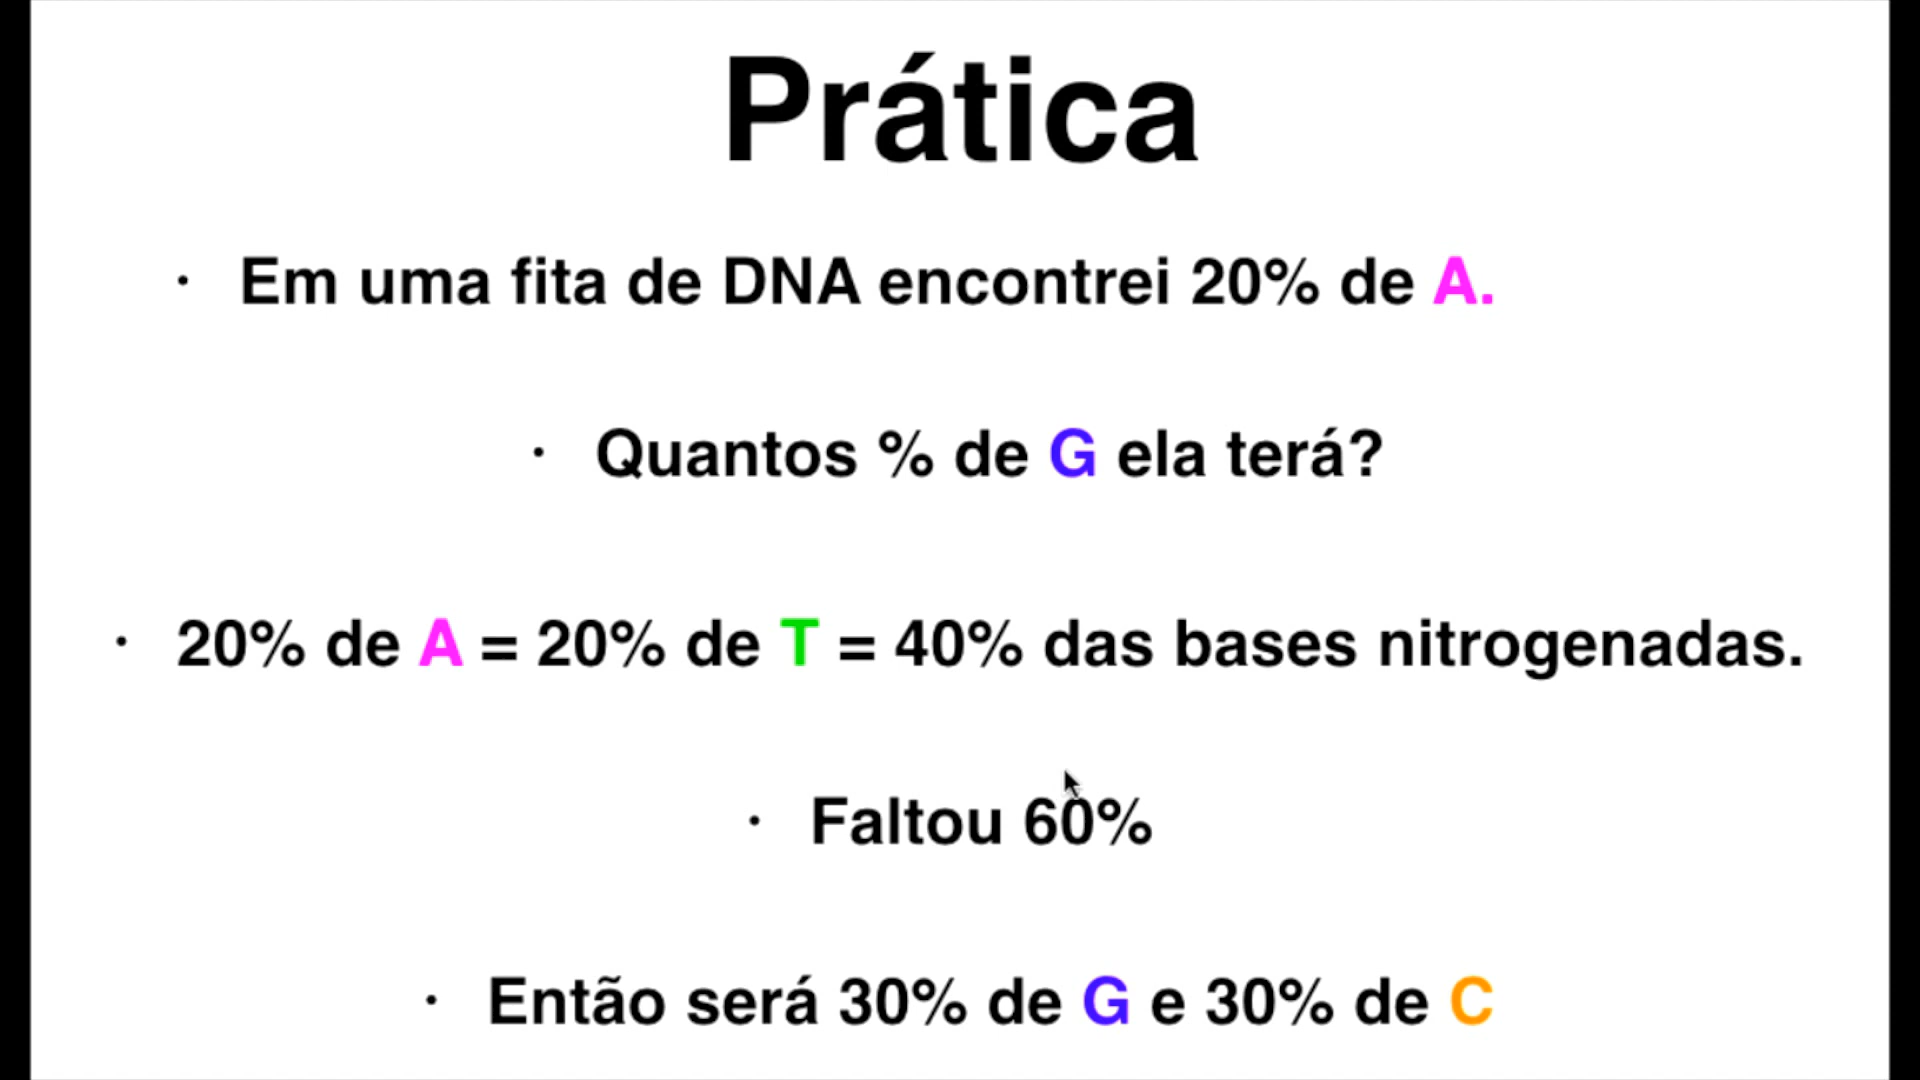 Prática
· Em uma fita de DNA encontrei 20% de A.
· Quantos % de G ela terá?
· 20% de A = 20% de T = 40% das bases nitrogenadas.
· Faltou 60%
· Então será 30% de G e 30% de C